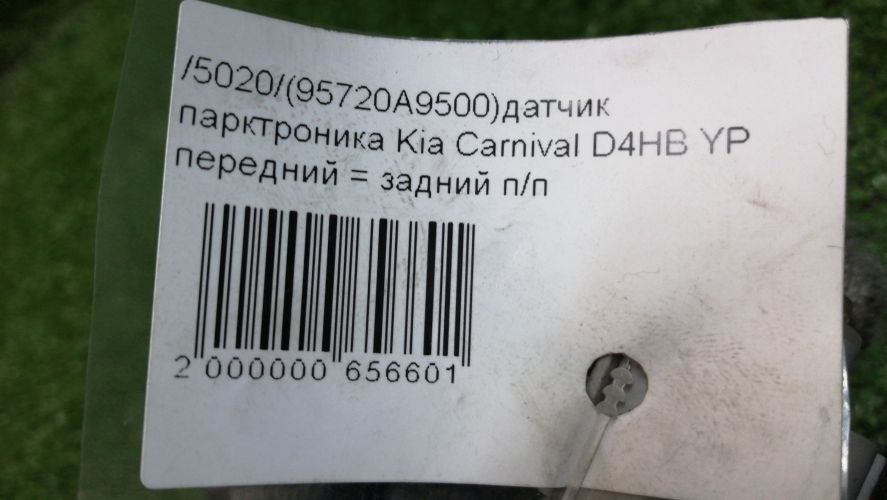 /5020/(95720A9500)датчик
парктроника Kia Carnival D4HB YP
передний = задний п/п
2 000000 656601